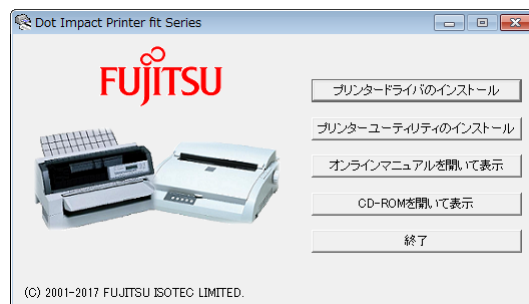 Dot Impact Printer fit Series
FUJITSU
プリンタードライバのインストール
プリンターユーティリティのインストール
オンラインマニュアルを開いて表示
CD-ROMを開いて表示
終了
(C) 2001-2017 FUJITSU ISOTEC LIMITED.